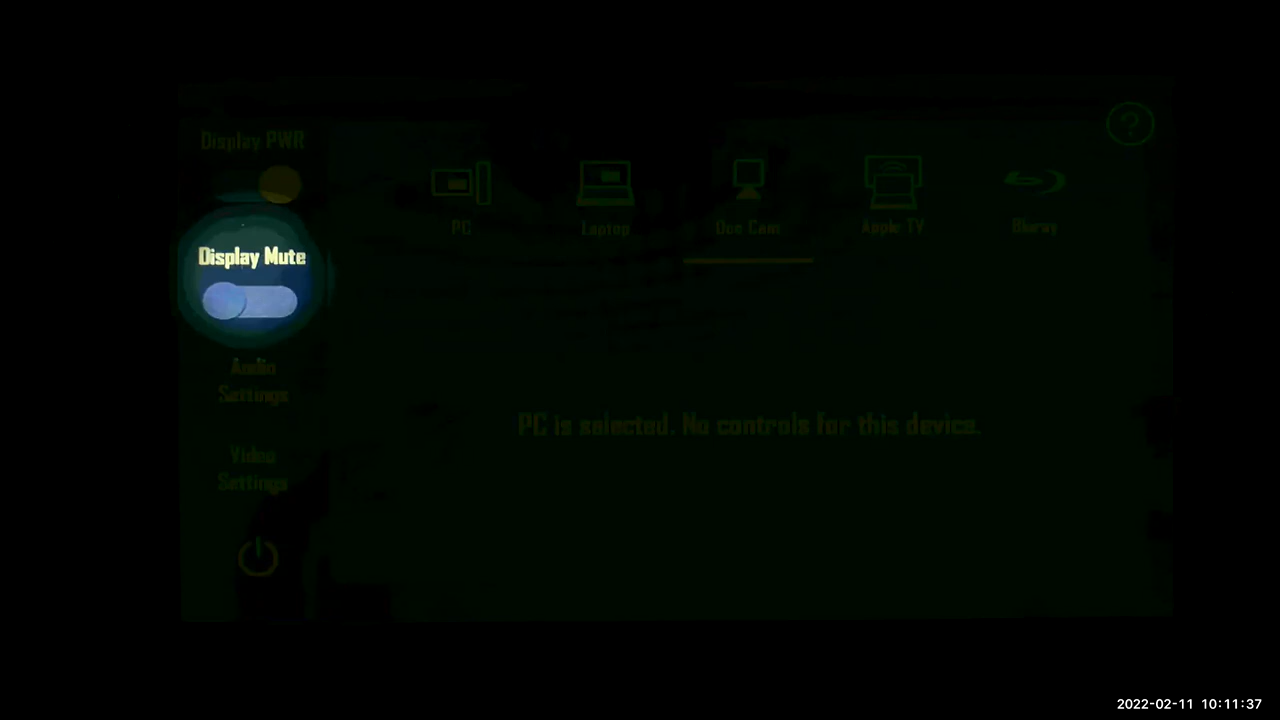 Display PWR
?
PC
Laptop
Doc Cam
Apple TV
Bluray
Display Mute
Audio
Settings
PC is selected. No controls for this device.
Video
Settings
2022-02-11 10:11:37